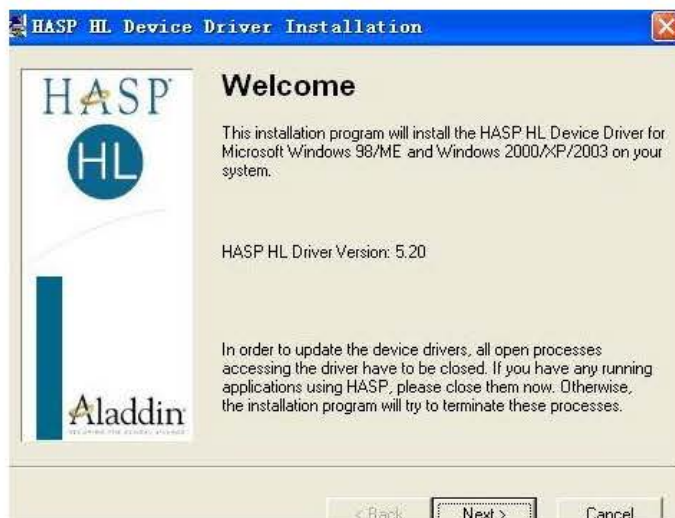 HASP HL Device Driver Installation
HASP
HL
Welcome
This installation program will install the HASP HL Device Driver for
Microsoft Windows 98/ME and Windows 2000/XP/2003 on your
system.
HASP HL Driver Version: 5.20
In order to update the device drivers, all open processes
accessing the driver have to be closed. If you have any running
applications using HASP, please close them now. Otherwise,
the installation program will try to terminate these processes.
Aladdin
< Back Next > Cancel